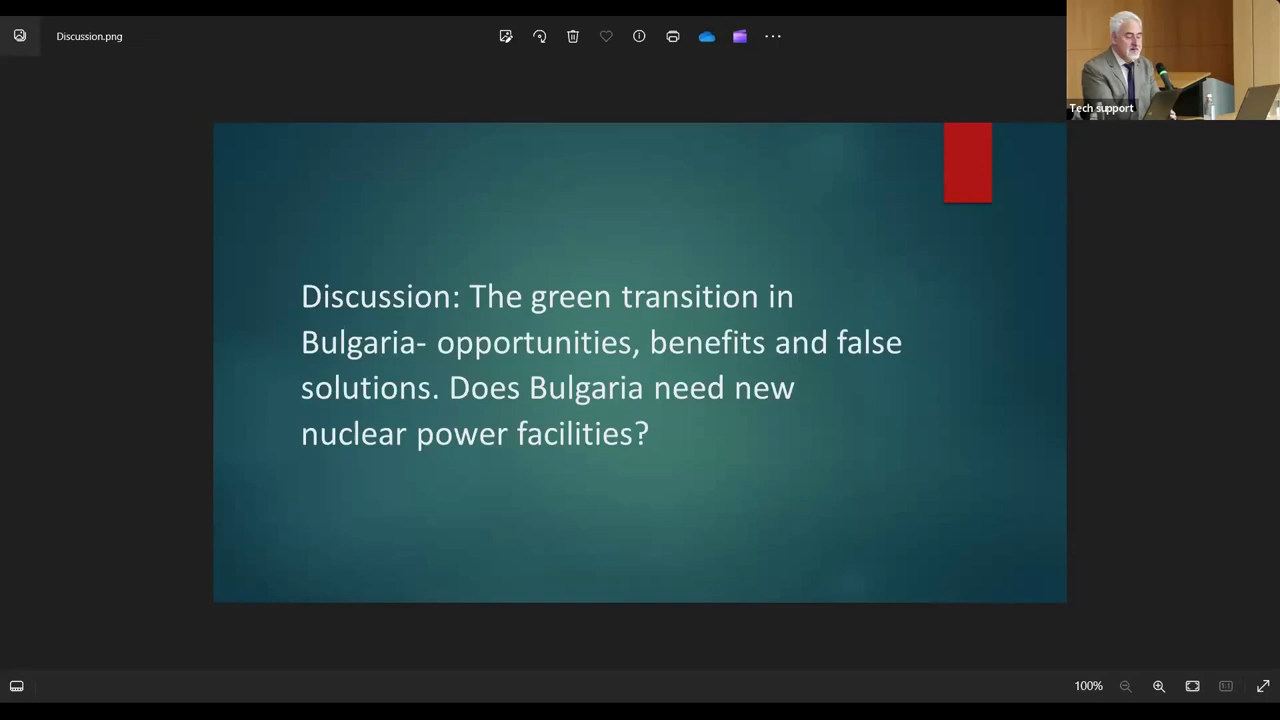 Discussion.png
Tech support
Discussion: The green transition in
Bulgaria- opportunities, benefits and false
solutions. Does Bulgaria need new
nuclear power facilities?
100%